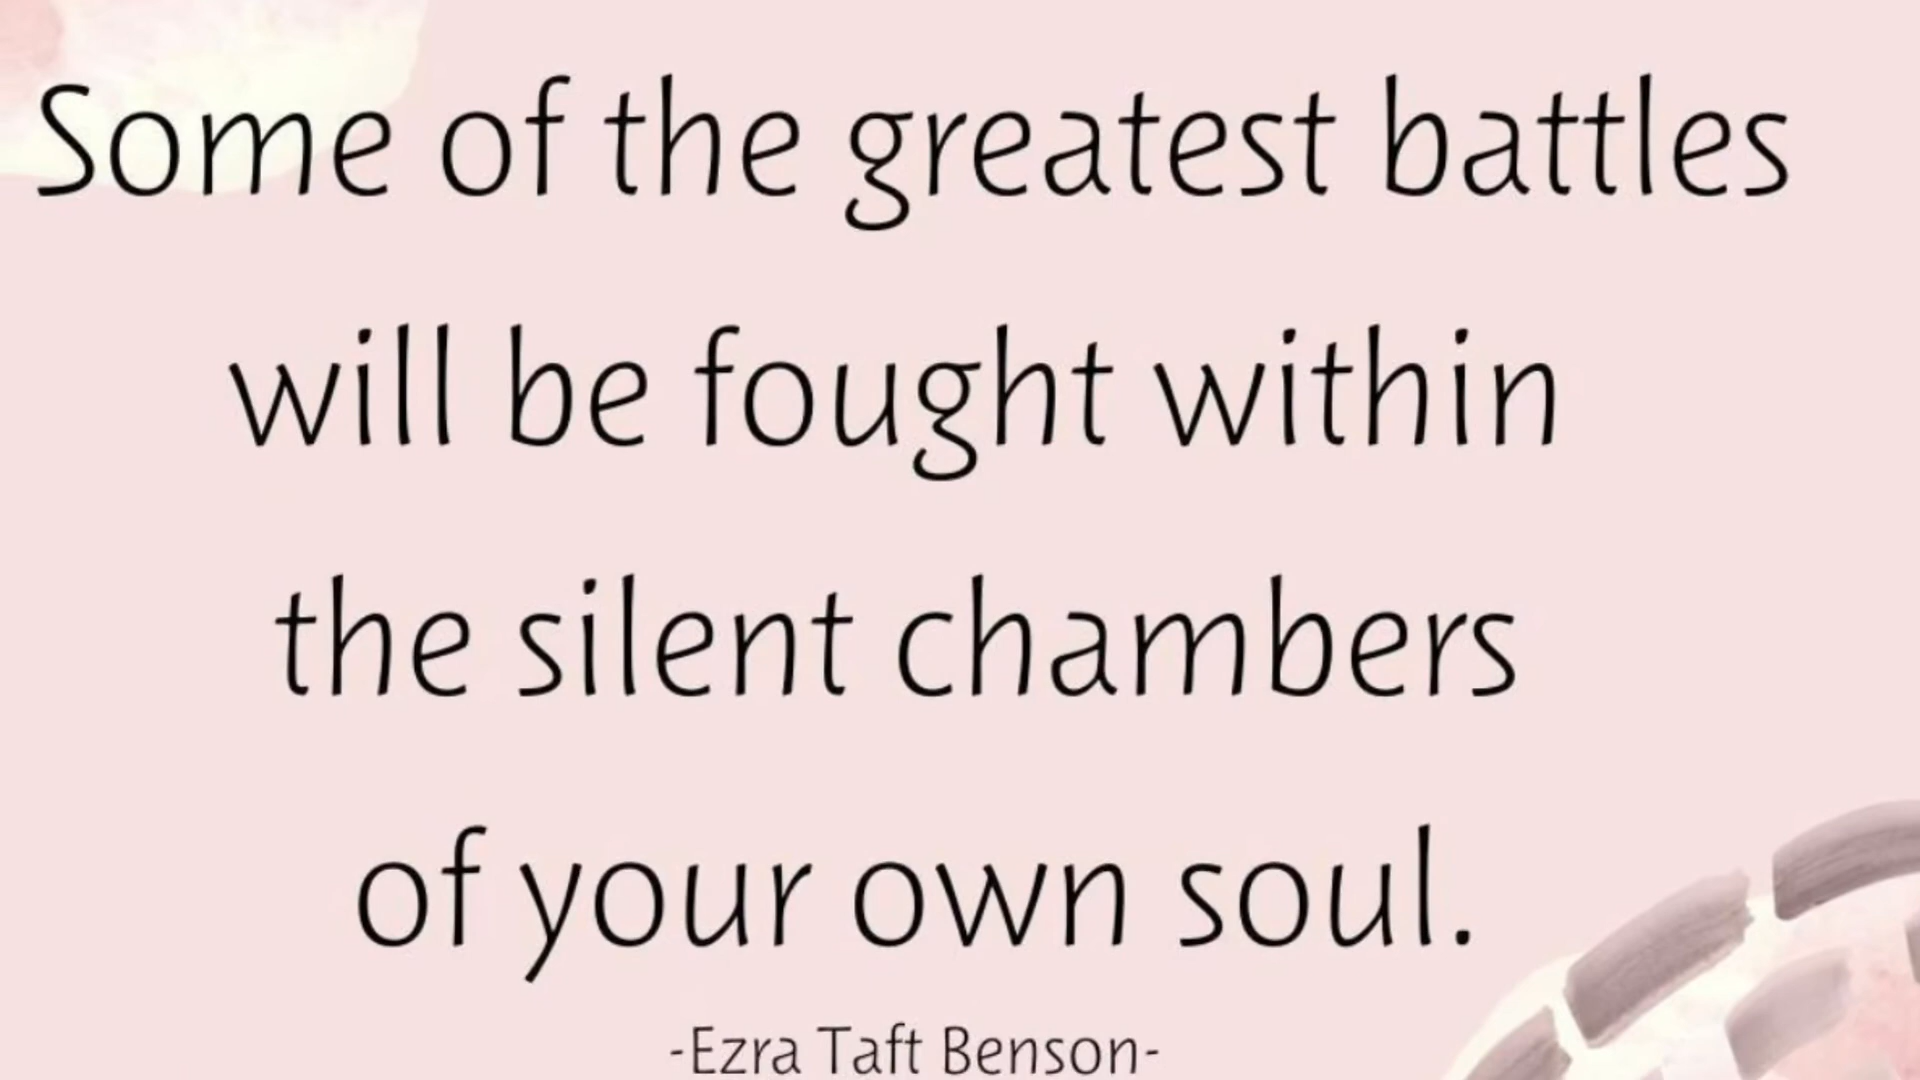 Some of the greatest battles
will be fought within
the silent chambers
of your own soul.
-Ezra Taft Benson-